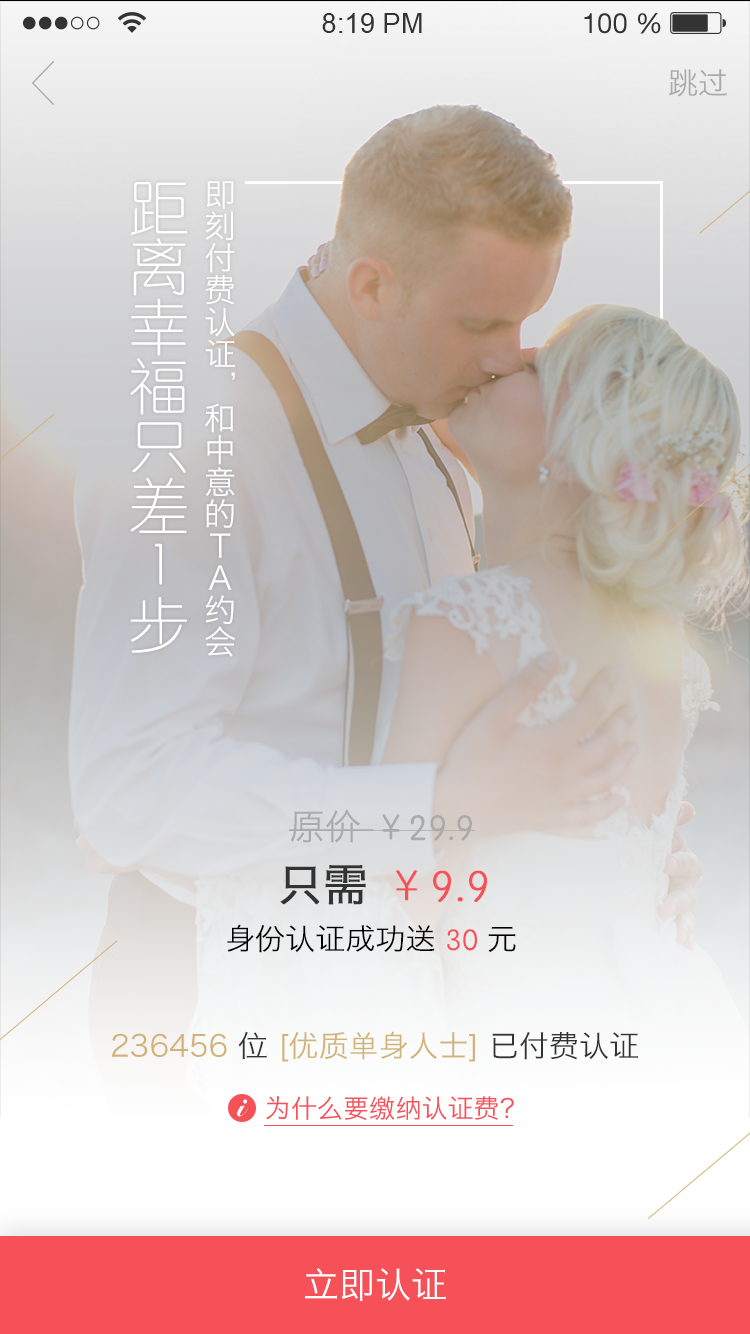 8:19 PM
100 %
跳过
距离幸福只差1步
即刻付费认证，和中意的TA约会
原价 ￥29.9
只需 ￥9.9
身份认证成功送 30 元
236456 位 [优质单身人士] 已付费认证
i 为什么要缴纳认证费?
立即认证